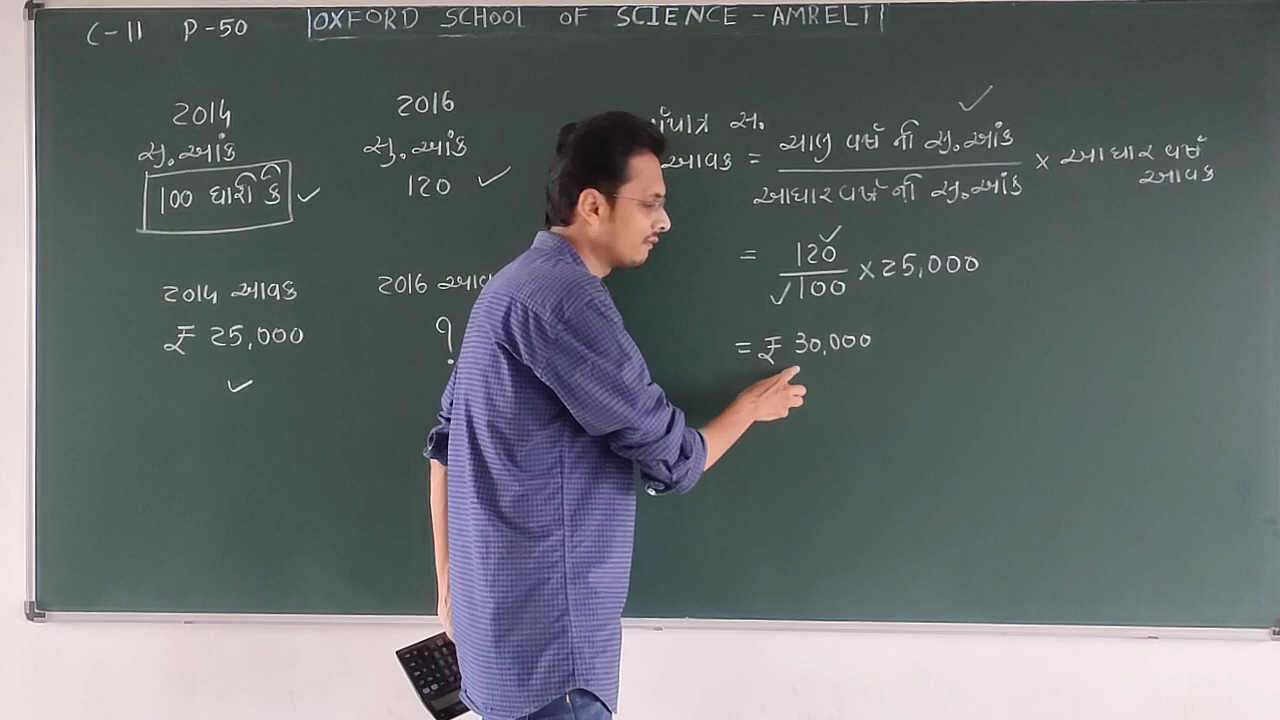 C-11 P-50 OXFORD SCHOOL OF SCIENCE - AMRELI
2014
સૂ.આંક
100 ધારો કે
2016
સૂ.આંક
120
2014 આવક
₹ 25,000
2016
?
સ.
આવક = ચાલુ વર્ષ નો સૂ.આંક / આધાર વર્ષ નો સૂ.આંક × આધાર વર્ષ આવક
= 120 / 100 × 25,000
= ₹ 30,000